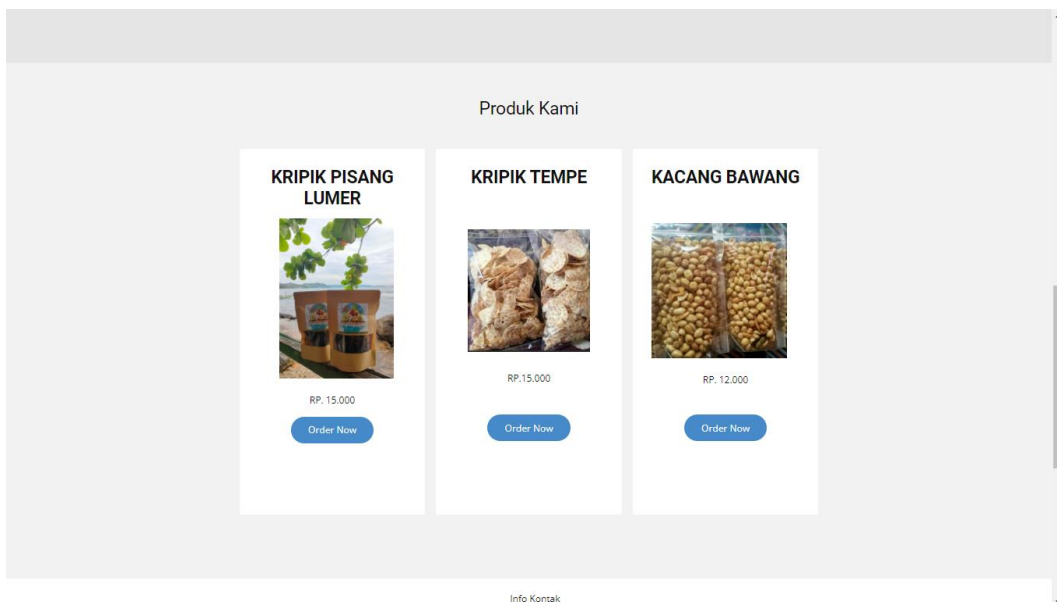 Produk Kami
KRIPIK PISANG
LUMER
RP. 15.000
Order Now
KRIPIK TEMPE
RP.15.000
Order Now
KACANG BAWANG
RP. 12.000
Order Now
Info Kontak